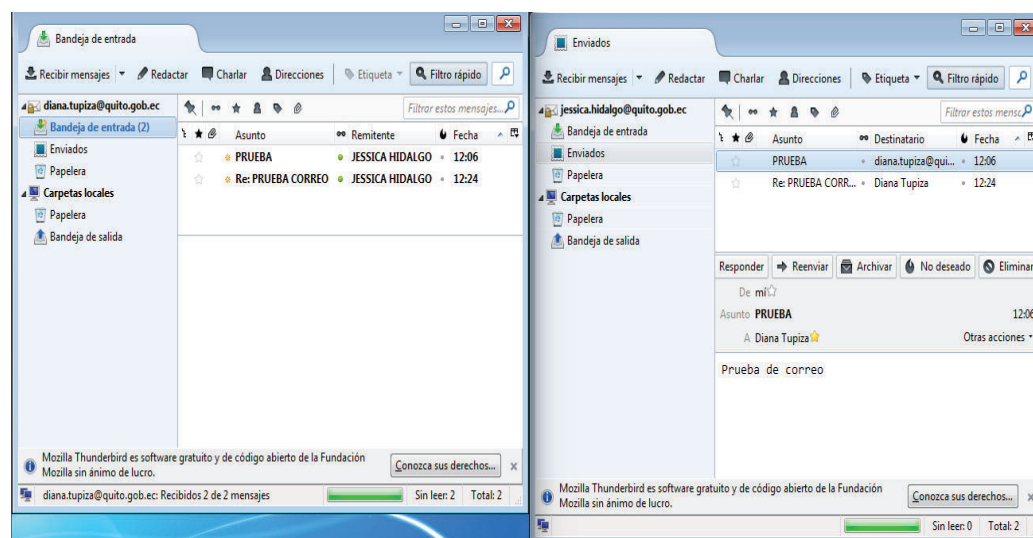 Bandeja de entrada
Recibir mensajes Redactar Charlar Direcciones Etiqueta Filtro rápido
diana.tupiza@quito.gob.ec
Filtrar estos mensajes...
Bandeja de entrada (2)
Enviados
Papelera
Carpetas locales
Papelera
Bandeja de salida
Asunto Remitente Fecha
PRUEBA JESSICA HIDALGO 12:06
Re: PRUEBA CORREO JESSICA HIDALGO 12:24
Mozilla Thunderbird es software gratuito y de código abierto de la Fundación
Mozilla sin ánimo de lucro.
Conozca sus derechos...
diana.tupiza@quito.gob.ec: Recibidos 2 de 2 mensajes Sin leer: 2 Total: 2
Enviados
Recibir mensajes Redactar Charlar Direcciones Etiqueta Filtro rápido
jessica.hidalgo@quito.gob.ec
Filtrar estos mensa
Bandeja de entrada
Enviados
Papelera
Carpetas locales
Papelera
Bandeja de salida
Asunto Destinatario Fecha
PRUEBA diana.tupiza@qui... 12:06
Re: PRUEBA CORR... Diana Tupiza 12:24
Responder Reenviar Archivar No deseado Eliminar
De mí
Asunto PRUEBA 12:06
A Diana Tupiza Otras acciones
Prueba de correo
Mozilla Thunderbird es software gratuito y de código abierto de la Fundación
Mozilla sin ánimo de lucro.
Conozca sus derechos...
Sin leer: 0 Total: 2